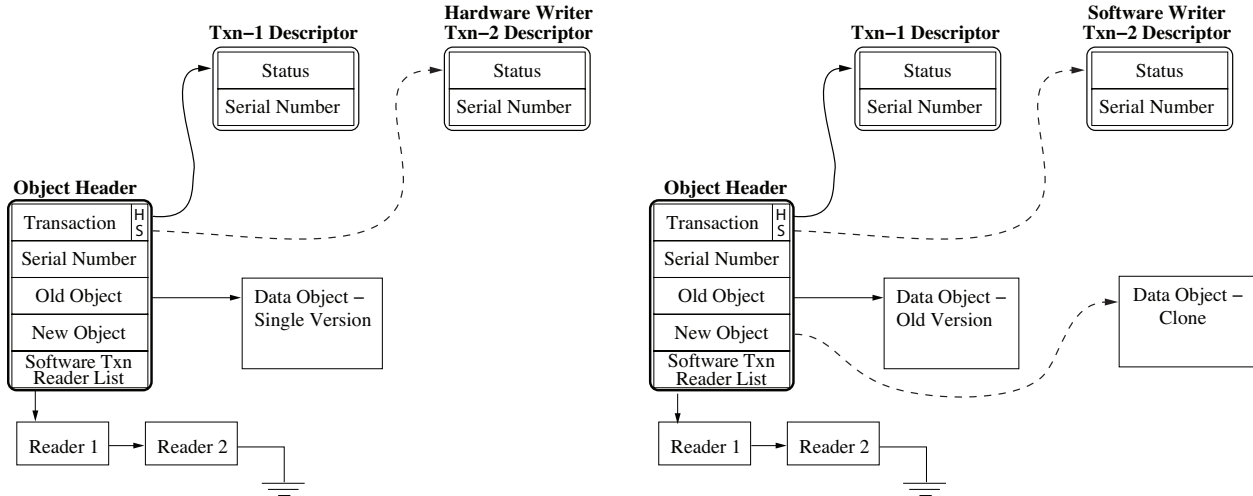 Txn−1 Descriptor
Status
Serial Number
Hardware Writer
Txn−2 Descriptor
Status
Serial Number
Object Header
Transaction
H
S
Serial Number
Old Object
New Object
Software Txn
Reader List
Data Object −
Single Version
Reader 1
Reader 2
Txn−1 Descriptor
Status
Serial Number
Software Writer
Txn−2 Descriptor
Status
Serial Number
Object Header
Transaction
H
S
Serial Number
Old Object
New Object
Software Txn
Reader List
Data Object −
Old Version
Data Object −
Clone
Reader 1
Reader 2